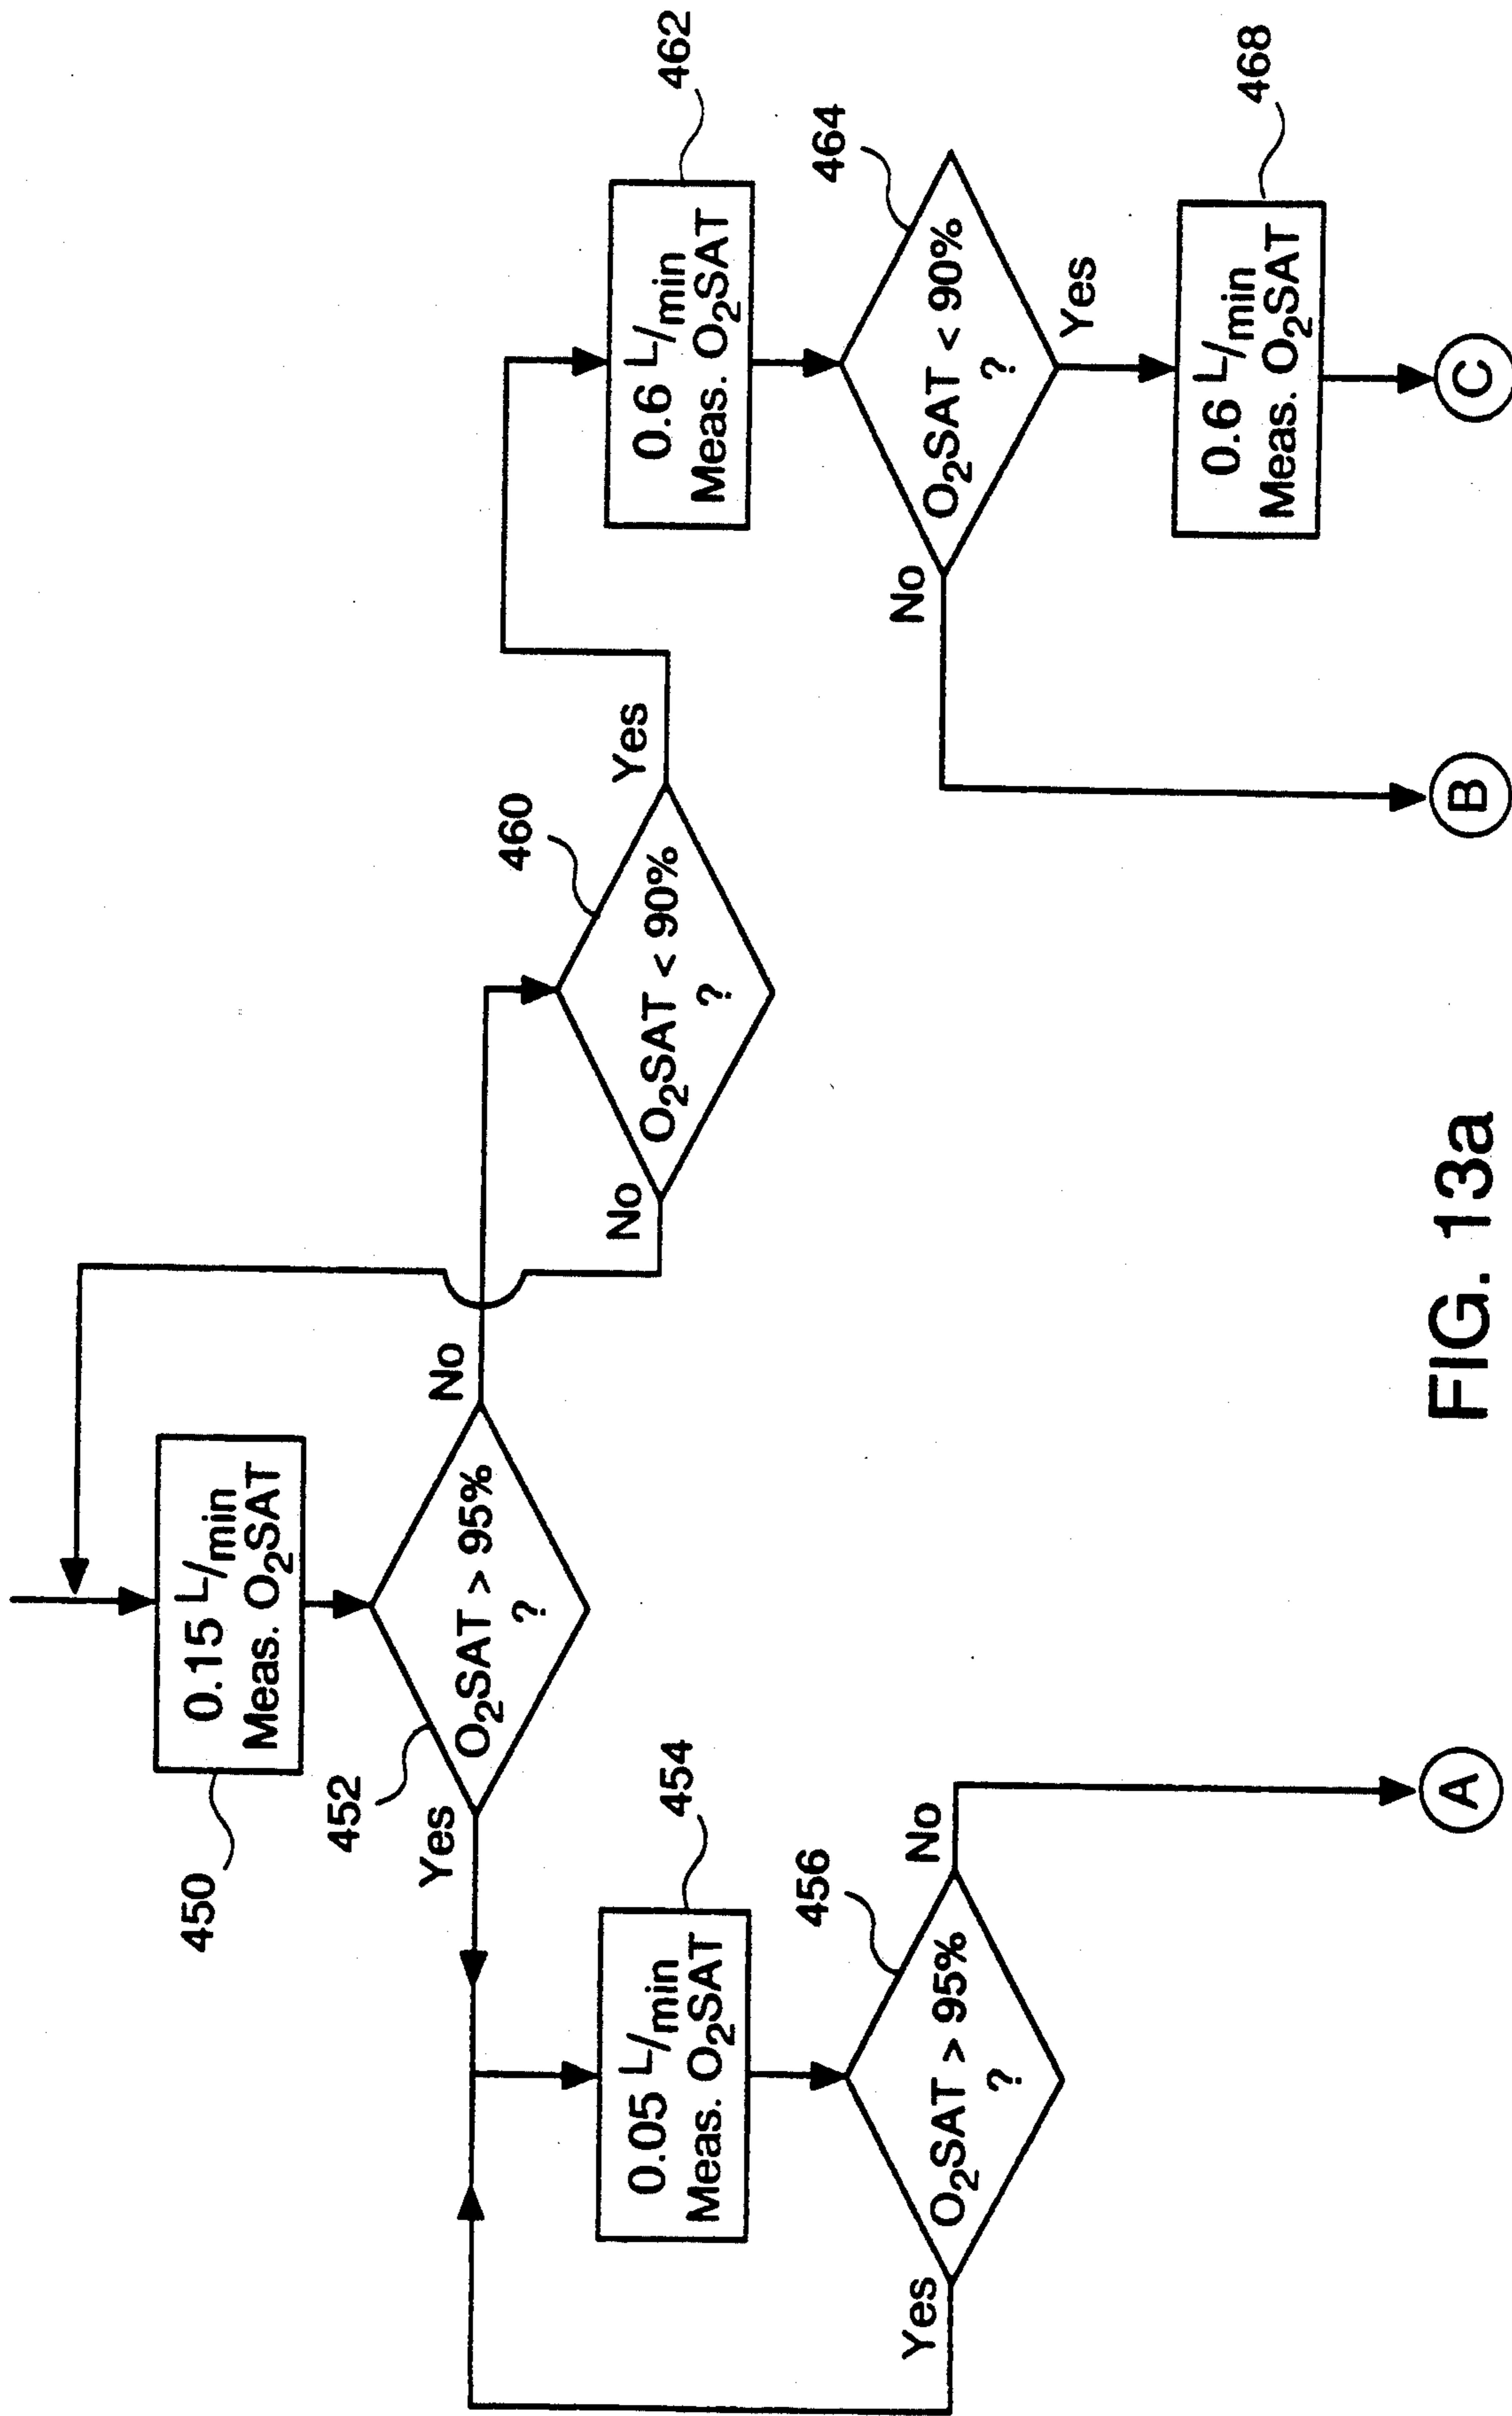 450
0.15 L/min
Meas. O₂SAT
452
O₂SAT > 95%
?
Yes
No
454
0.05 L/min
Meas. O₂SAT
456
O₂SAT > 95%
?
Yes
No
A
460
O₂SAT < 90%
?
No
Yes
462
0.6 L/min
Meas. O₂SAT
464
O₂SAT < 90%
?
No
Yes
B
468
0.6 L/min
Meas. O₂SAT
C
FIG. 13a